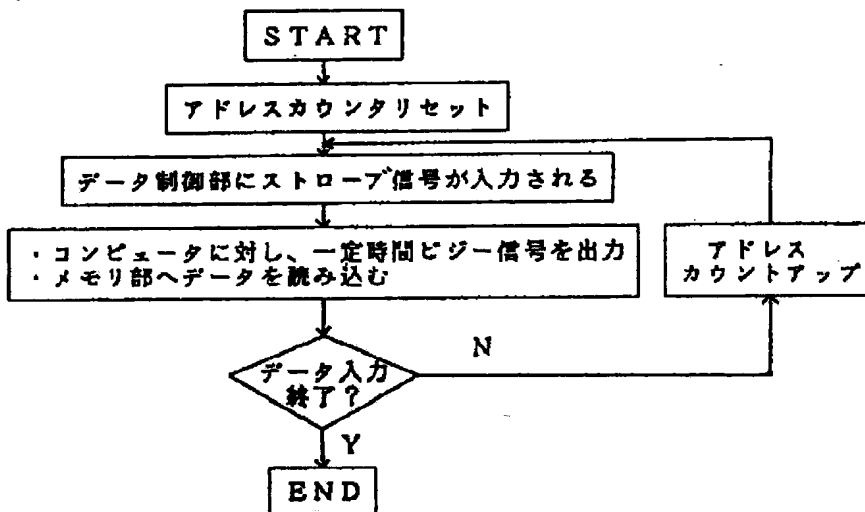 START
アドレスカウンタリセット
データ制御部にストローブ信号が入力される
・コンピュータに対し、一定時間ビジー信号を出力
・メモリ部へデータを読み込む
アドレス
カウントアップ
データ入力
終了?
N
Y
END